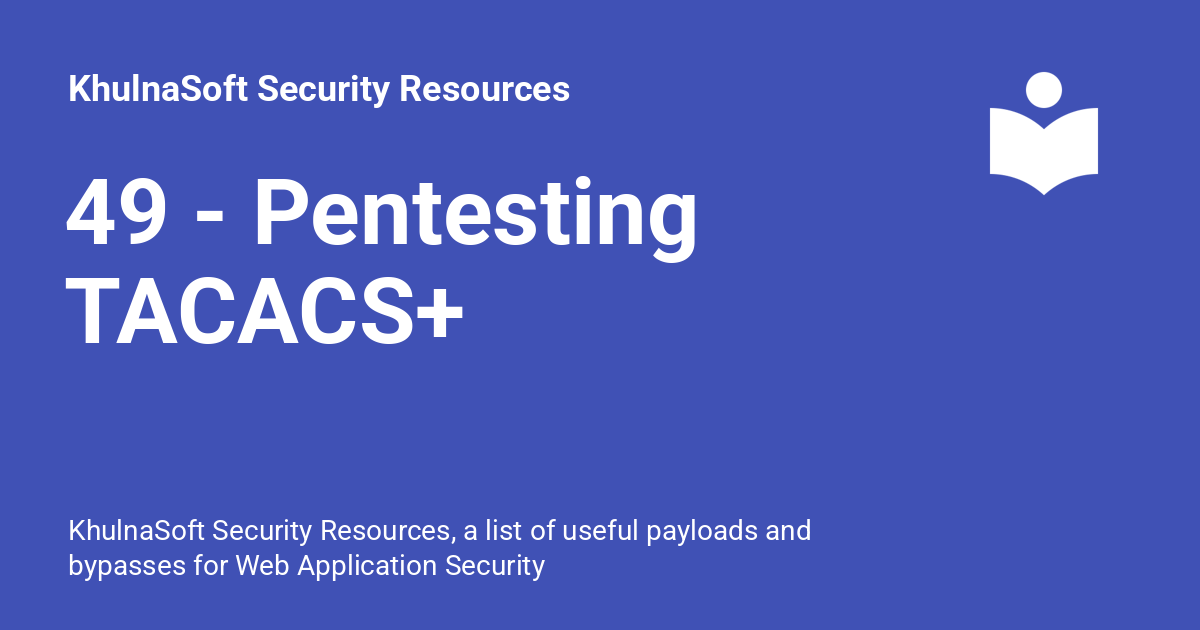 KhulnaSoft Security Resources
49 - Pentesting
TACACS+
KhulnaSoft Security Resources, a list of useful payloads and
bypasses for Web Application Security